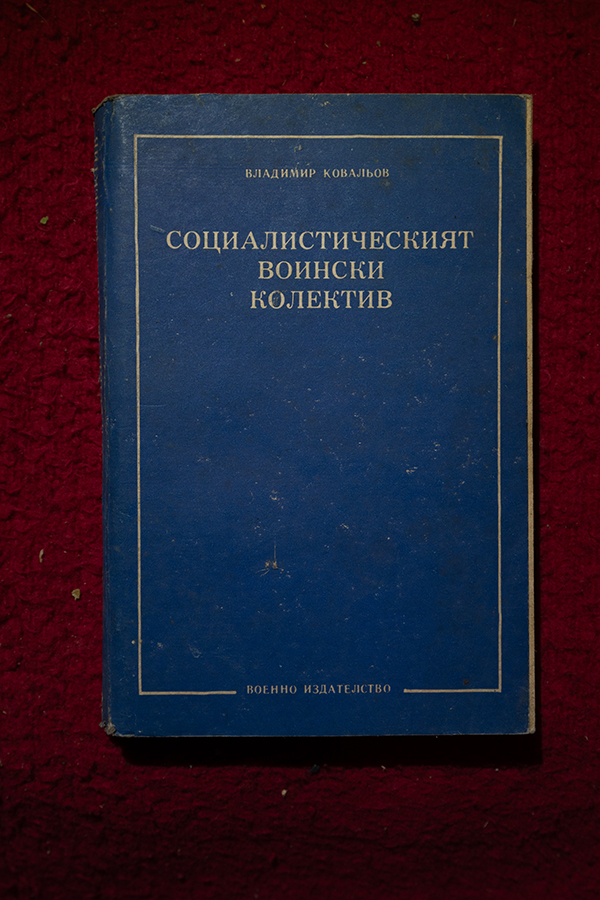 ВЛАДИМИР КОВАЛЬОВ
СОЦИАЛИСТИЧЕСКИЯТ
ВОИНСКИ
КОЛЕКТИВ
ВОЕННО ИЗДАТЕЛСТВО